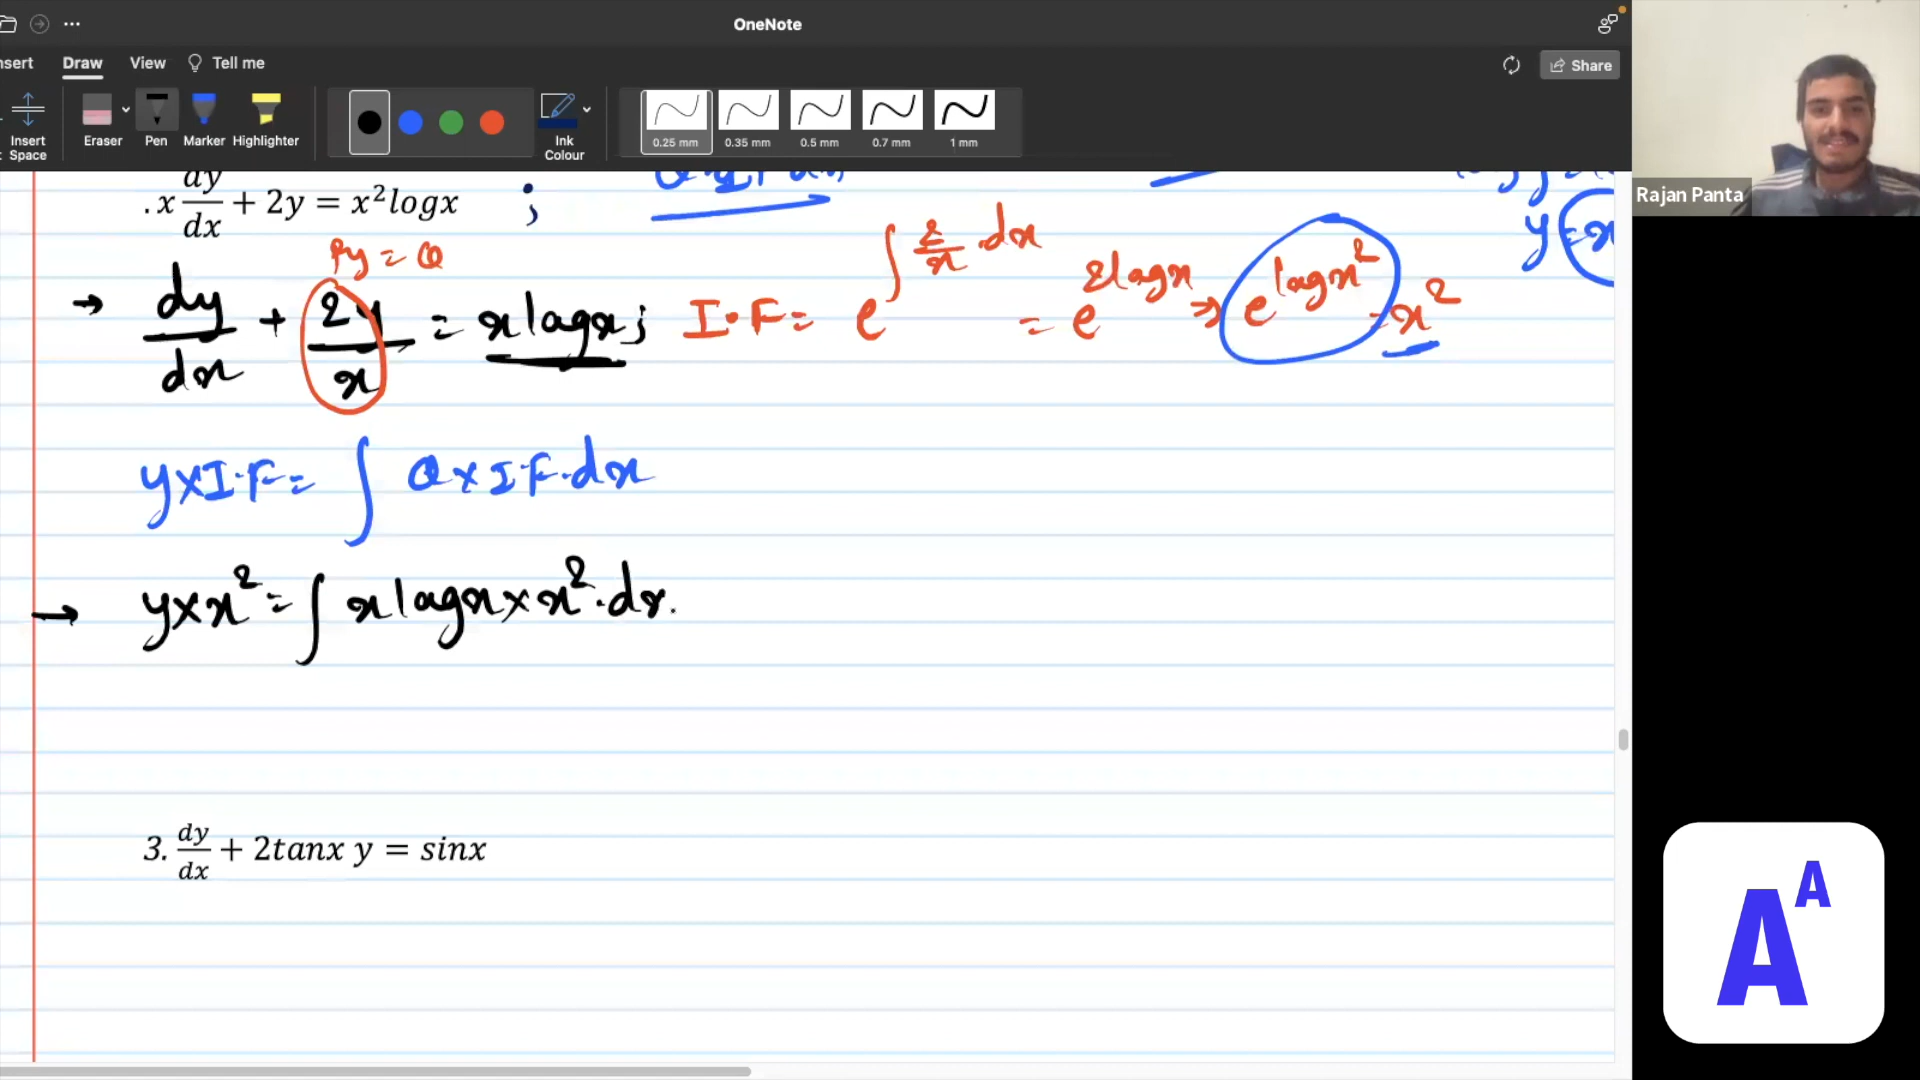 OneNote
nsert Draw View Tell me
Share
Insert Space Eraser Pen Marker Highlighter Ink Colour 0.25 mm 0.35 mm 0.5 mm 0.7 mm 1 mm
Rajan Panta
.x dy/dx + 2y = x²logx ;
Py = Q
→ dy/dx + 2y/x = x logx ; I.F = e^∫ 2/x .dx = e^2logx ⇒ e^logx² = x²
y×I.F = ∫ Q×I.F.dx
→ y×x² = ∫ x logx × x².dx.
3. dy/dx + 2tanx y = sinx
A A